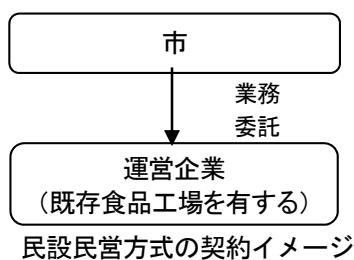 市
業務
委託
運営企業
（既存食品工場を有する）
民設民営方式の契約イメージ